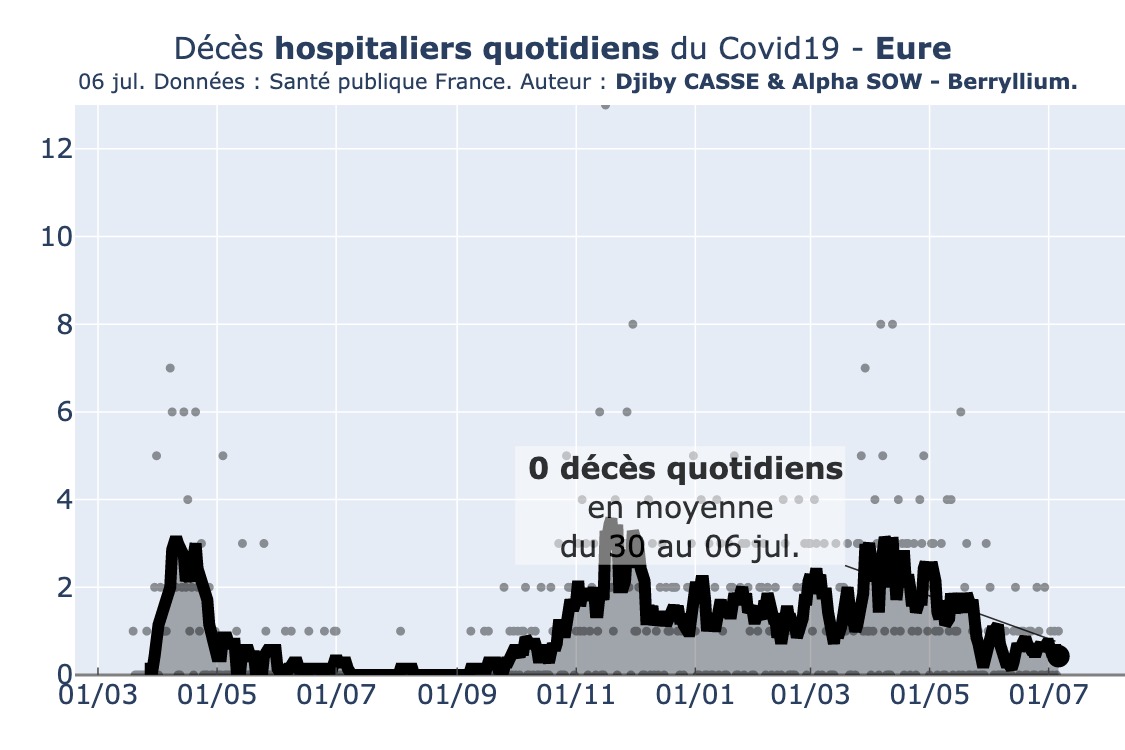 Décès hospitaliers quotidiens du Covid19 - Eure
06 jul. Données : Santé publique France. Auteur : Djiby CASSE & Alpha SOW - Berryllium.
12
10
8
6
4
2
0
0 décès quotidiens
en moyenne
du 30 au 06 jul.
01/03 01/05 01/07 01/09 01/11 01/01 01/03 01/05 01/07